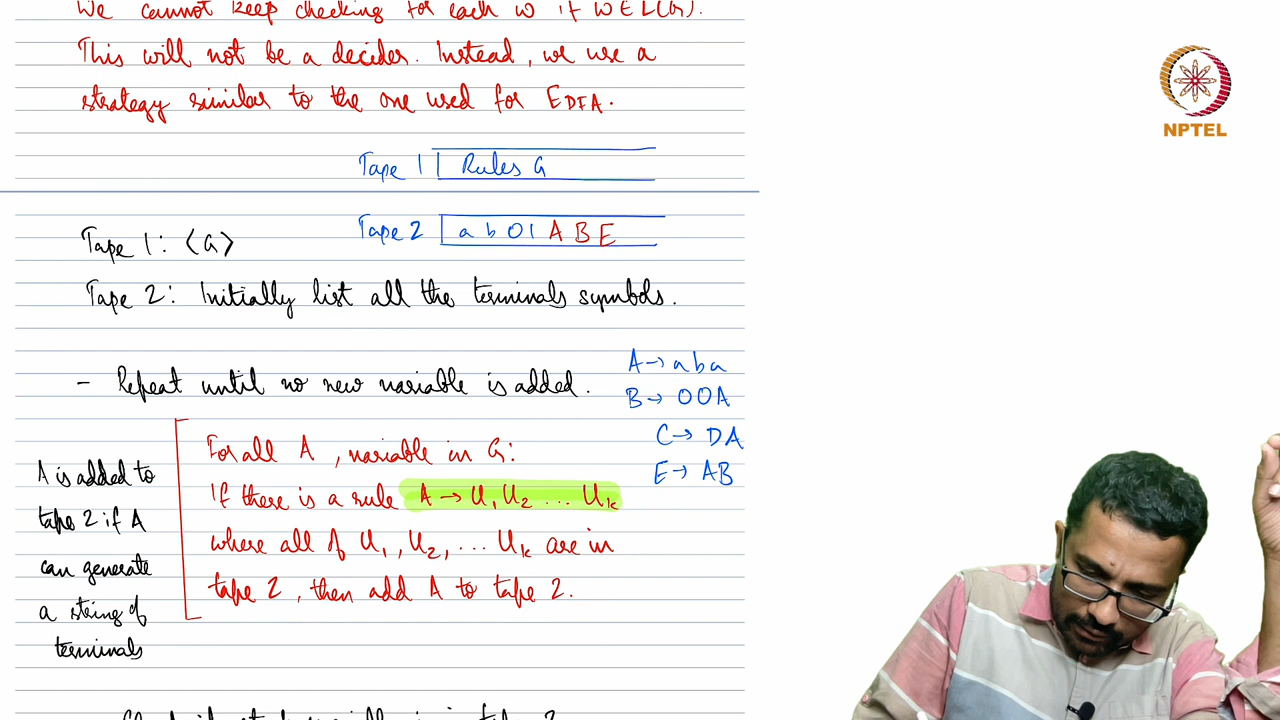 We cannot keep checking for each w if w ∈ L(G).
This will not be a decider. Instead, we use a
strategy similar to the one used for EDFA.
NPTEL
Tape 1 Rules G
Tape 2 a b 0 1 A B E
Tape 1: ⟨G⟩
Tape 2: Initially list all the terminals symbols.
- Repeat until no new variable is added.
A → a b a
B → 0 0 A
C → D A
E → A B
For all A, variable in G:
If there is a rule A → U1 U2 ... Uk
where all of U1, U2, ... Uk are in
tape 2, then add A to tape 2.
A is added to
tape 2 if A
can generate
a string of
terminals